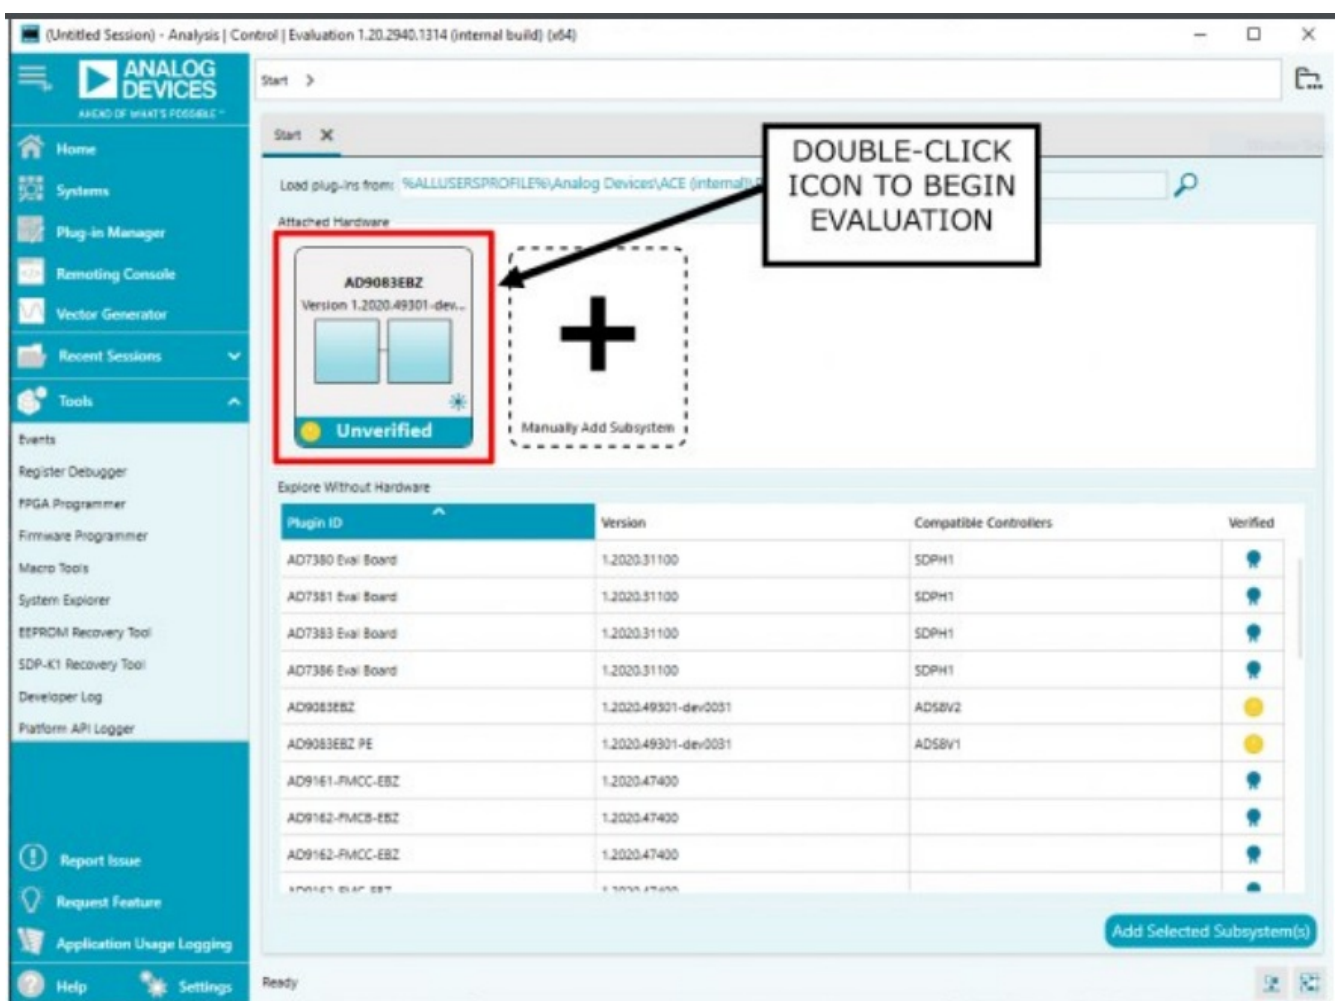 (Untitled Session) - Analysis | Control | Evaluation 1.20.2940.1314 (internal build) (x64)
ANALOG
DEVICES
AHEAD OF WHAT'S POSSIBLE™
Start >
Home
Systems
Plug-in Manager
Remoting Console
Vector Generator
Recent Sessions
Tools
Events
Register Debugger
FPGA Programmer
Firmware Programmer
Macro Tools
System Explorer
EEPROM Recovery Tool
SDP-K1 Recovery Tool
Developer Log
Platform API Logger
Report Issue
Request Feature
Application Usage Logging
Help
Settings
Start
Load plug-ins from: %ALLUSERSPROFILE%\Analog Devices\ACE (internal)\
DOUBLE-CLICK
ICON TO BEGIN
EVALUATION
Attached Hardware
AD9083EBZ
Version 1.2020.49301-dev...
Unverified
Manually Add Subsystem
Explore Without Hardware
Plugin ID Version Compatible Controllers Verified
AD7380 Eval Board 1.2020.31100 SDPH1
AD7381 Eval Board 1.2020.31100 SDPH1
AD7383 Eval Board 1.2020.31100 SDPH1
AD7386 Eval Board 1.2020.31100 SDPH1
AD9083EBZ 1.2020.49301-dev0031 ADS8V2
AD9083EBZ PE 1.2020.49301-dev0031 ADS8V1
AD9161-FMCC-EBZ 1.2020.47400
AD9162-FMCB-EBZ 1.2020.47400
AD9162-FMCC-EBZ 1.2020.47400
Add Selected Subsystem(s)
Ready